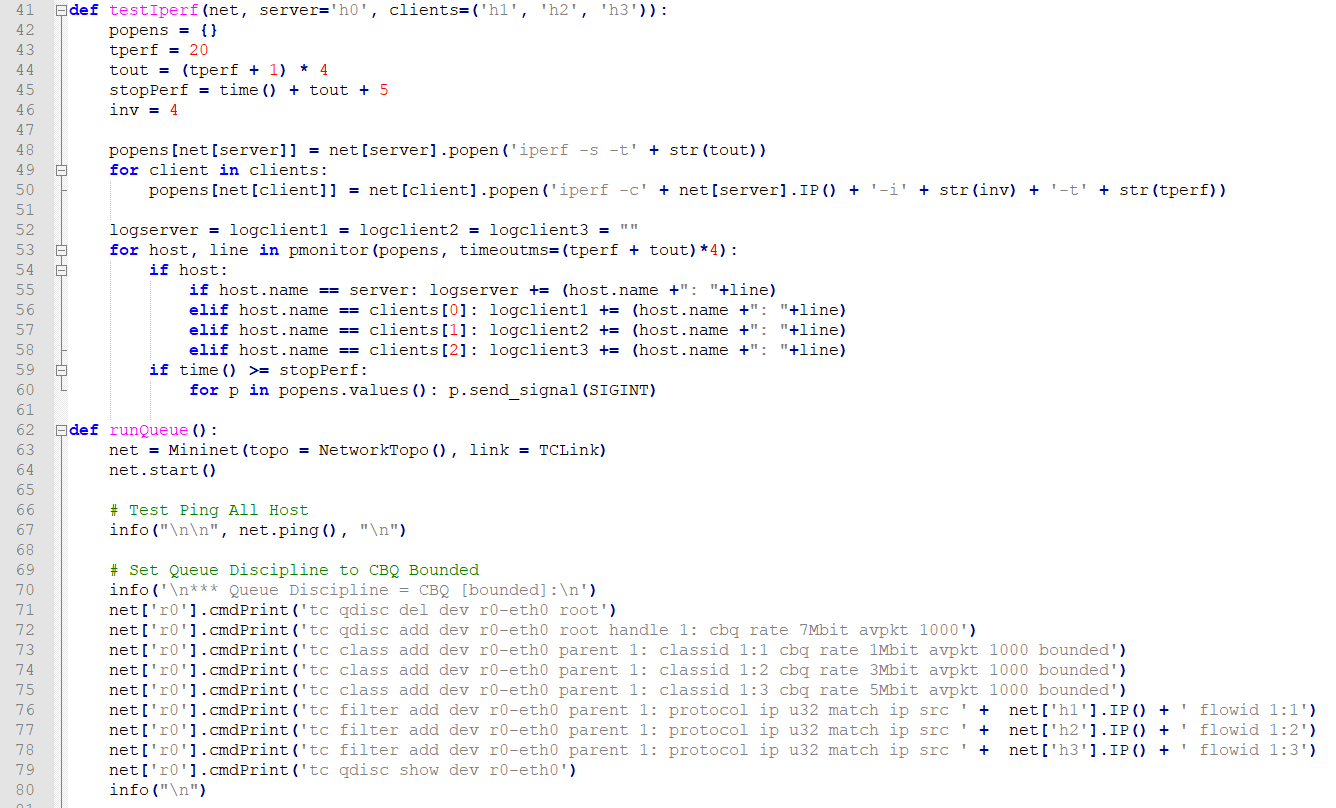 41 def testIperf(net, server='h0', clients=('h1', 'h2', 'h3')):
42     popens = {}
43     tperf = 20
44     tout = (tperf + 1) * 4
45     stopPerf = time() + tout + 5
46     inv = 4
47
48     popens[net[server]] = net[server].popen('iperf -s -t' + str(tout))
49     for client in clients:
50         popens[net[client]] = net[client].popen('iperf -c' + net[server].IP() + '-i' + str(inv) + '-t' + str(tperf))
51
52     logserver = logclient1 = logclient2 = logclient3 = ""
53     for host, line in pmonitor(popens, timeoutms=(tperf + tout)*4):
54         if host:
55             if host.name == server: logserver += (host.name +": "+line)
56             elif host.name == clients[0]: logclient1 += (host.name +": "+line)
57             elif host.name == clients[1]: logclient2 += (host.name +": "+line)
58             elif host.name == clients[2]: logclient3 += (host.name +": "+line)
59         if time() >= stopPerf:
60             for p in popens.values(): p.send_signal(SIGINT)
61
62 def runQueue():
63     net = Mininet(topo = NetworkTopo(), link = TCLink)
64     net.start()
65
66     # Test Ping All Host
67     info("\n\n", net.ping(), "\n")
68
69     # Set Queue Discipline to CBQ Bounded
70     info('\n*** Queue Discipline = CBQ [bounded]:\n')
71     net['r0'].cmdPrint('tc qdisc del dev r0-eth0 root')
72     net['r0'].cmdPrint('tc qdisc add dev r0-eth0 root handle 1: cbq rate 7Mbit avpkt 1000')
73     net['r0'].cmdPrint('tc class add dev r0-eth0 parent 1: classid 1:1 cbq rate 1Mbit avpkt 1000 bounded')
74     net['r0'].cmdPrint('tc class add dev r0-eth0 parent 1: classid 1:2 cbq rate 3Mbit avpkt 1000 bounded')
75     net['r0'].cmdPrint('tc class add dev r0-eth0 parent 1: classid 1:3 cbq rate 5Mbit avpkt 1000 bounded')
76     net['r0'].cmdPrint('tc filter add dev r0-eth0 parent 1: protocol ip u32 match ip src ' +  net['h1'].IP() + ' flowid 1:1')
77     net['r0'].cmdPrint('tc filter add dev r0-eth0 parent 1: protocol ip u32 match ip src ' +  net['h2'].IP() + ' flowid 1:2')
78     net['r0'].cmdPrint('tc filter add dev r0-eth0 parent 1: protocol ip u32 match ip src ' +  net['h3'].IP() + ' flowid 1:3')
79     net['r0'].cmdPrint('tc qdisc show dev r0-eth0')
80     info("\n")